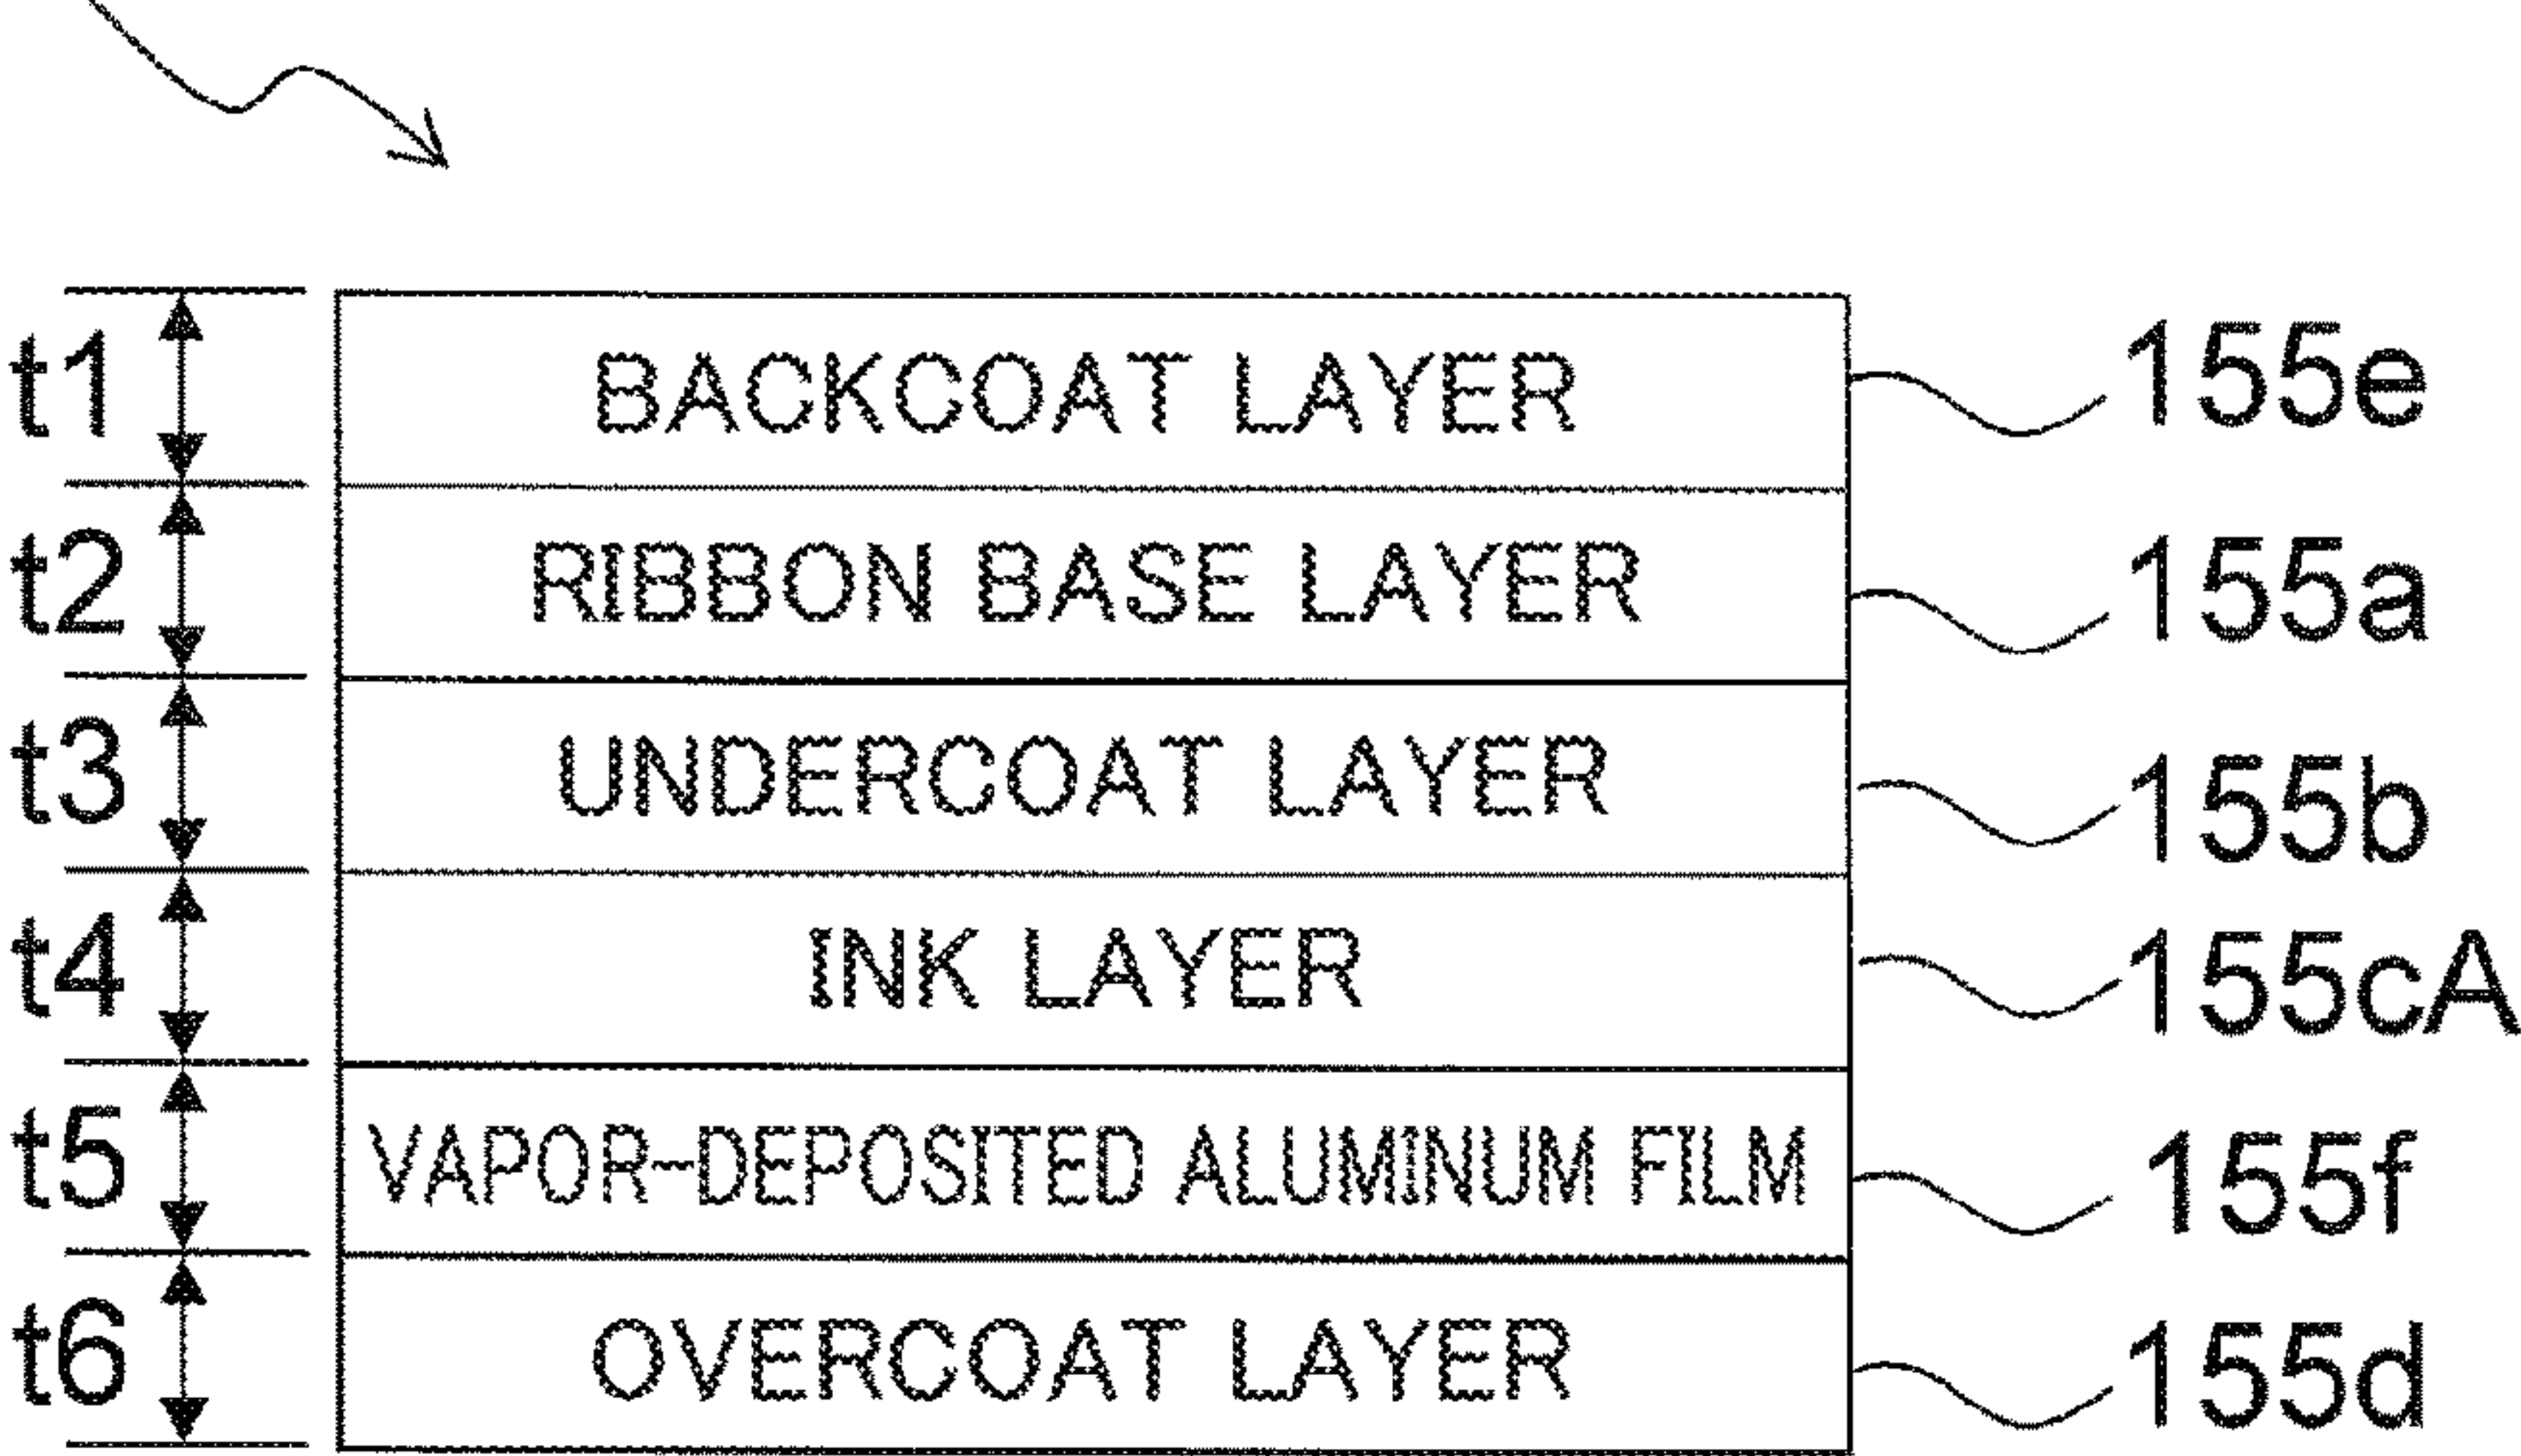 t1 BACKCOAT LAYER 155e
t2 RIBBON BASE LAYER 155a
t3 UNDERCOAT LAYER 155b
t4 INK LAYER 155cA
t5 VAPOR-DEPOSITED ALUMINUM FILM 155f
t6 OVERCOAT LAYER 155d